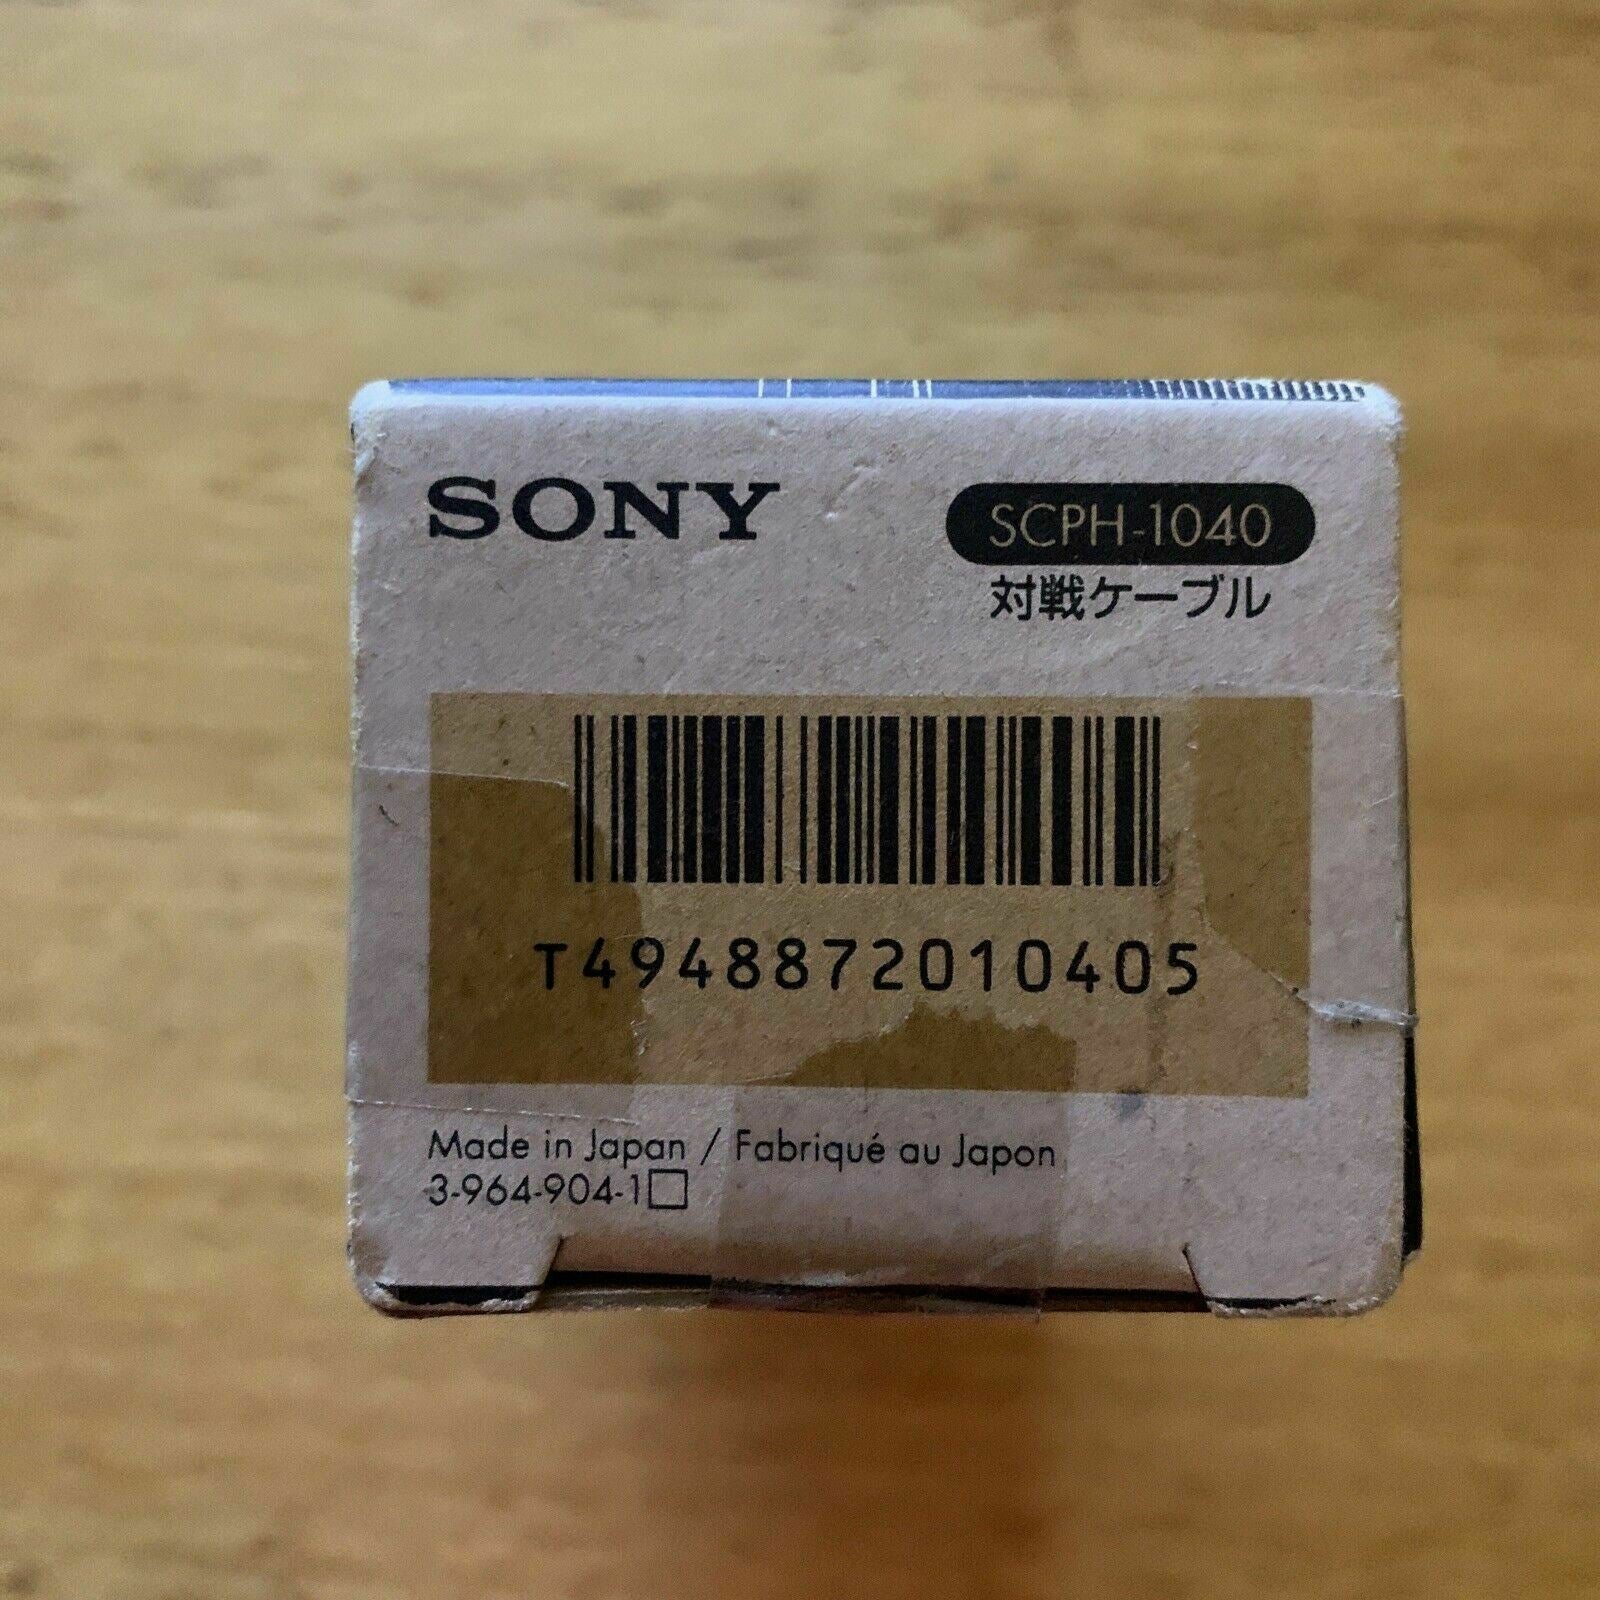 SONY
SCPH-1040
対戦ケーブル
T4948872010405
Made in Japan / Fabriqué au Japon
3-964-904-1□